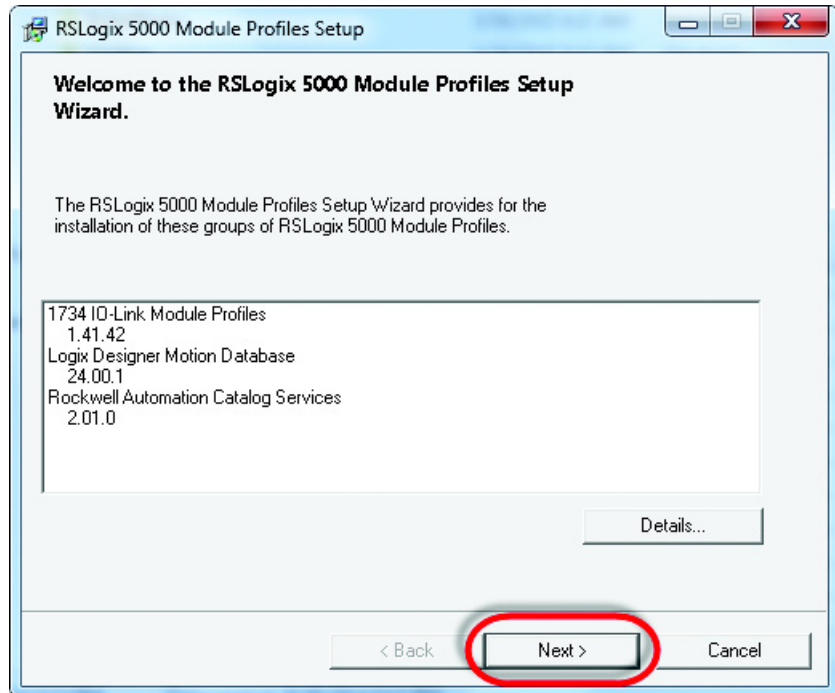 RSLogix 5000 Module Profiles Setup
Welcome to the RSLogix 5000 Module Profiles Setup
Wizard.
The RSLogix 5000 Module Profiles Setup Wizard provides for the
installation of these groups of RSLogix 5000 Module Profiles.
1734 IO-Link Module Profiles
1.41.42
Logix Designer Motion Database
24.00.1
Rockwell Automation Catalog Services
2.01.0
Details...
< Back
Next >
Cancel